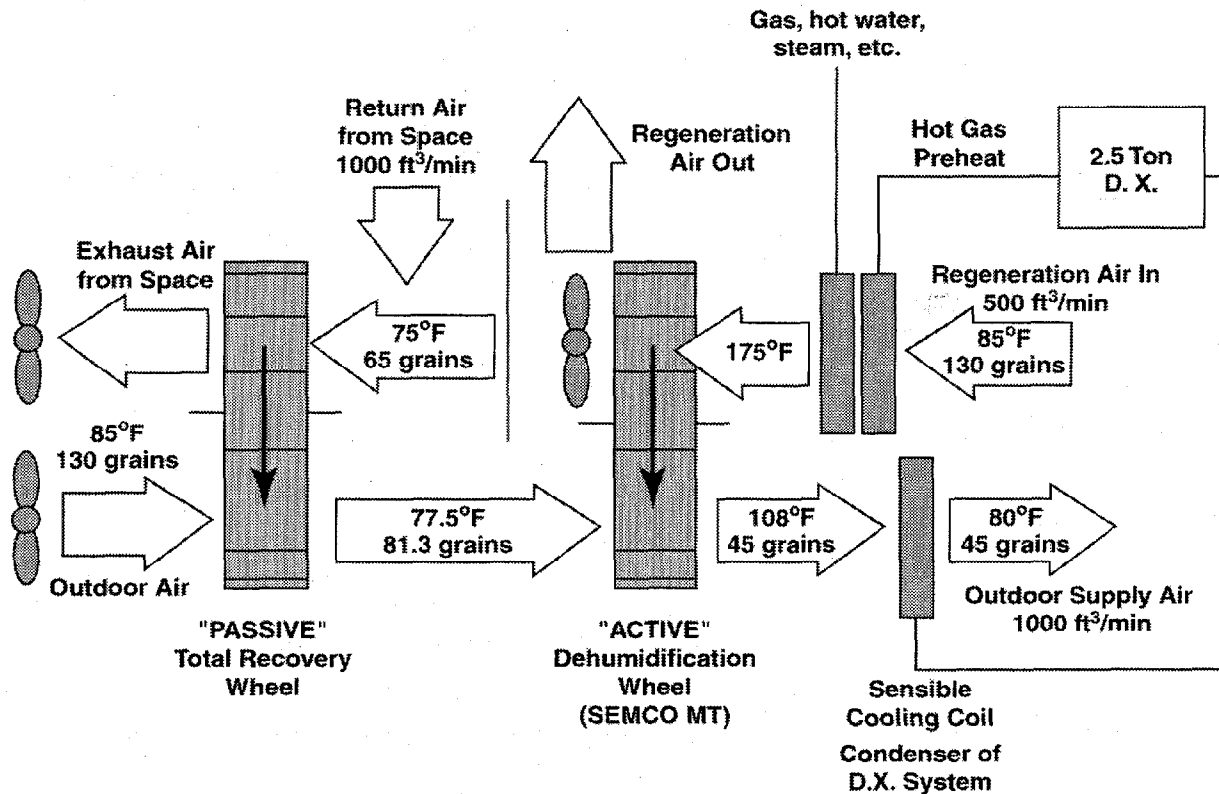 Gas, hot water,
steam, etc.
Return Air
from Space
1000 ft³/min
Regeneration
Air Out
Hot Gas
Preheat
2.5 Ton
D. X.
Exhaust Air
from Space
75°F
65 grains
175°F
Regeneration Air In
500 ft³/min
85°F
130 grains
85°F
130 grains
Outdoor Air
77.5°F
81.3 grains
108°F
45 grains
80°F
45 grains
Outdoor Supply Air
1000 ft³/min
"PASSIVE"
Total Recovery
Wheel
"ACTIVE"
Dehumidification
Wheel
(SEMCO MT)
Sensible
Cooling Coil
Condenser of
D.X. System